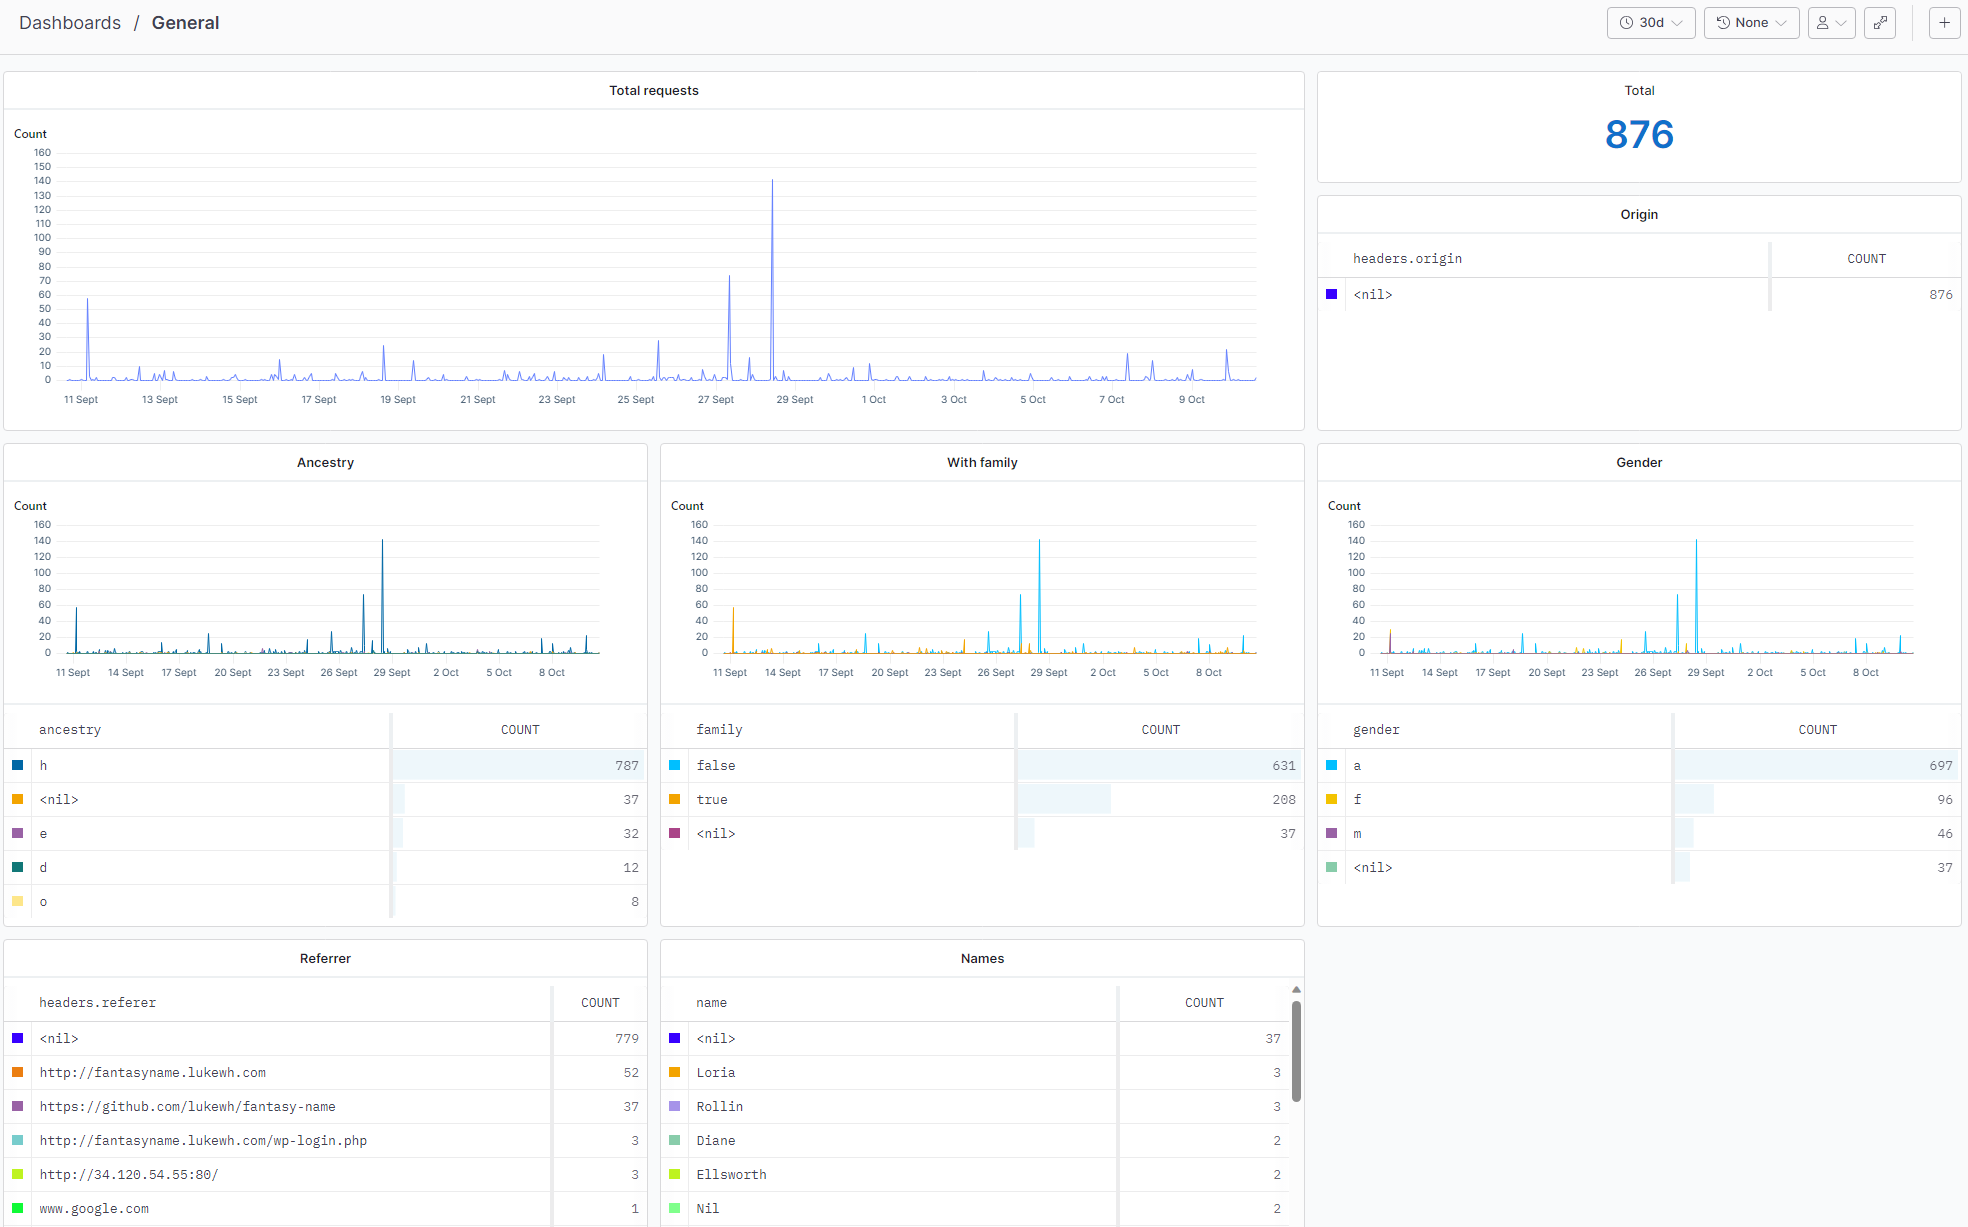 Dashboards / General
30d
None
Total requests
Count
160
150
140
130
120
110
100
90
80
70
60
50
40
30
20
10
0
11 Sept 13 Sept 15 Sept 17 Sept 19 Sept 21 Sept 23 Sept 25 Sept 27 Sept 29 Sept 1 Oct 3 Oct 5 Oct 7 Oct 9 Oct
Total
876
Origin
headers.origin COUNT
<nil> 876
Ancestry
Count
160
140
120
100
80
60
40
20
0
11 Sept 14 Sept 17 Sept 20 Sept 23 Sept 26 Sept 29 Sept 2 Oct 5 Oct 8 Oct
ancestry COUNT
h 787
<nil> 37
e 32
d 12
o 8
With family
Count
160
140
120
100
80
60
40
20
0
11 Sept 14 Sept 17 Sept 20 Sept 23 Sept 26 Sept 29 Sept 2 Oct 5 Oct 8 Oct
family COUNT
false 631
true 208
<nil> 37
Gender
Count
160
140
120
100
80
60
40
20
0
11 Sept 14 Sept 17 Sept 20 Sept 23 Sept 26 Sept 29 Sept 2 Oct 5 Oct 8 Oct
gender COUNT
a 697
f 96
m 46
<nil> 37
Referrer
headers.referer COUNT
<nil> 779
http://fantasyname.lukewh.com 52
https://github.com/lukewh/fantasy-name 37
http://fantasyname.lukewh.com/wp-login.php 3
http://34.120.54.55:80/ 3
www.google.com 1
Names
name COUNT
<nil> 37
Loria 3
Rollin 3
Diane 2
Ellsworth 2
Nil 2